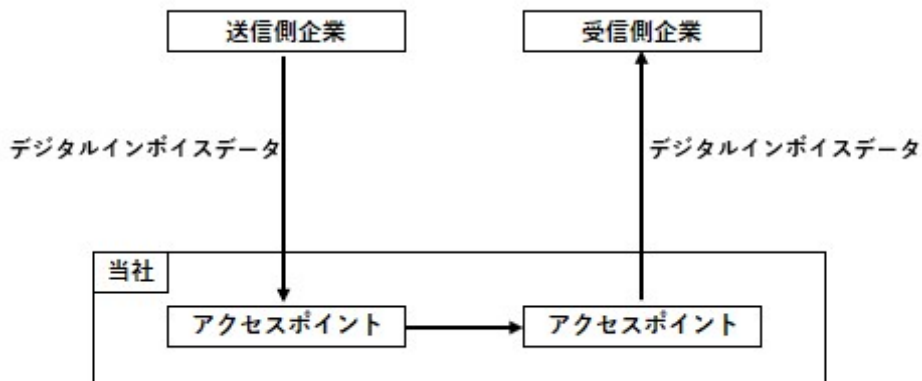 送信側企業
受信側企業
デジタルインボイスデータ
デジタルインボイスデータ
当社
アクセスポイント
アクセスポイント